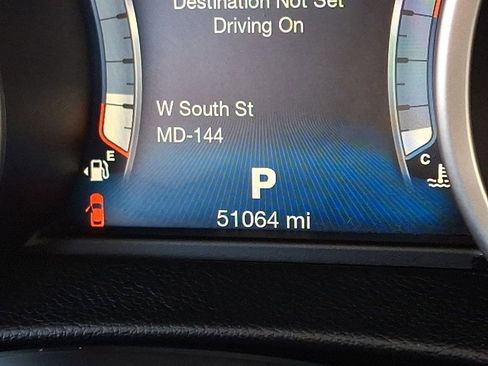 Destination Not Set
Driving On
W South St
MD-144
E
C
P
51064 mi